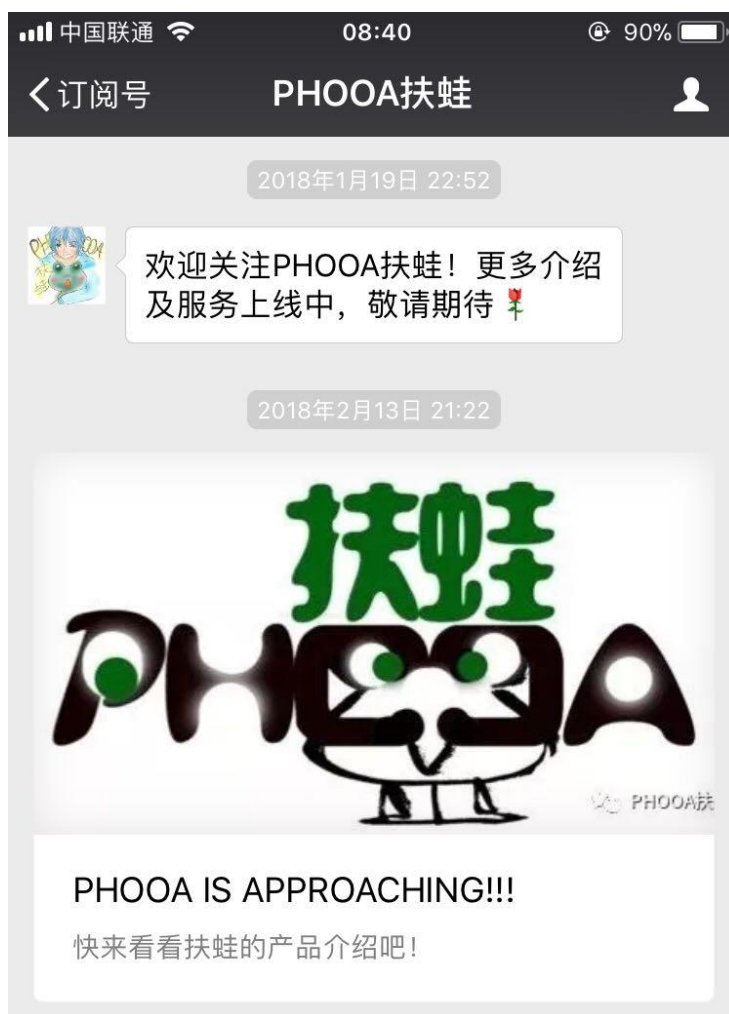 中国联通 08:40 90%
订阅号 PHOOA扶蛙
2018年1月19日 22:52
PHOOA
扶蛙
欢迎关注PHOOA扶蛙！更多介绍
及服务上线中，敬请期待🌹
2018年2月13日 21:22
扶蛙
PHOOA
PHOOA扶
PHOOA IS APPROACHING!!!
快来看看扶蛙的产品介绍吧！